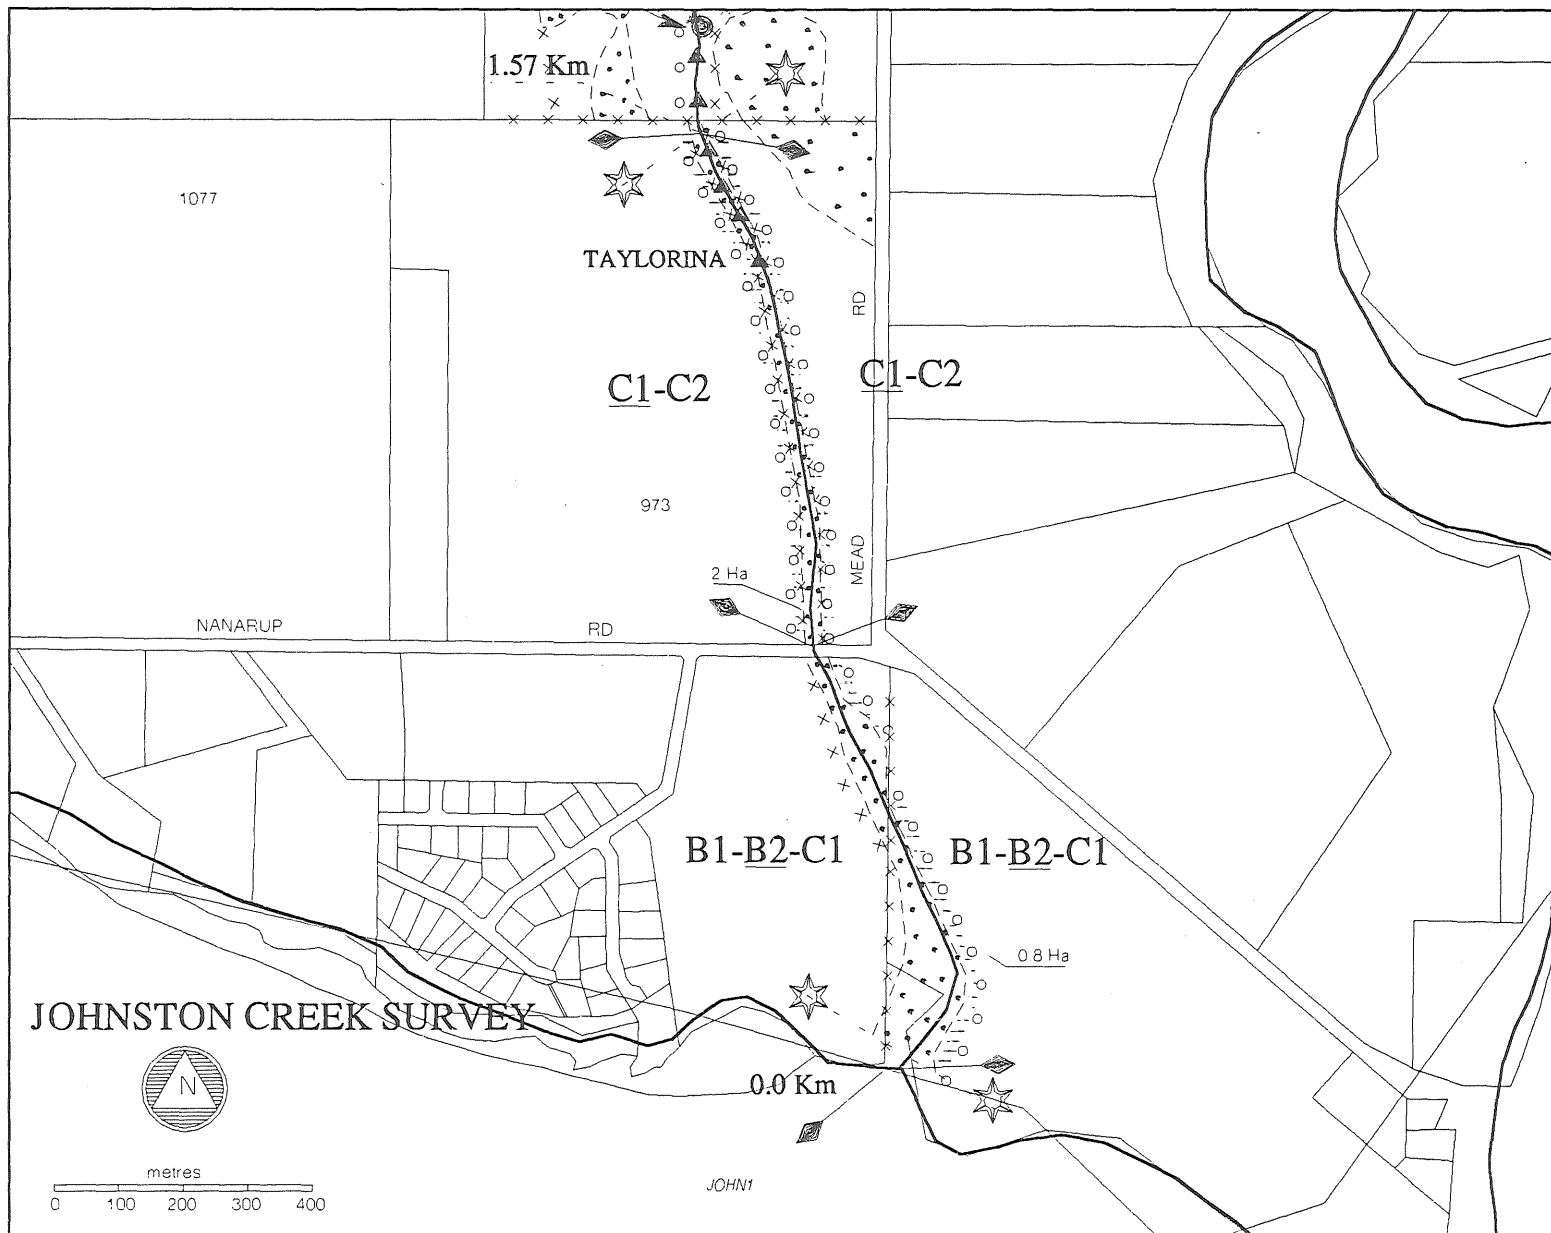 1.57 Km
1077
TAYLORINA
RD
C1-C2
C1-C2
973
MEAD
2 Ha
NANARUP
RD
B1-B2-C1
B1-B2-C1
0.8 Ha
JOHNSTON CREEK SURVEY
N
0.0 Km
metres
0 100 200 300 400
JOHN1